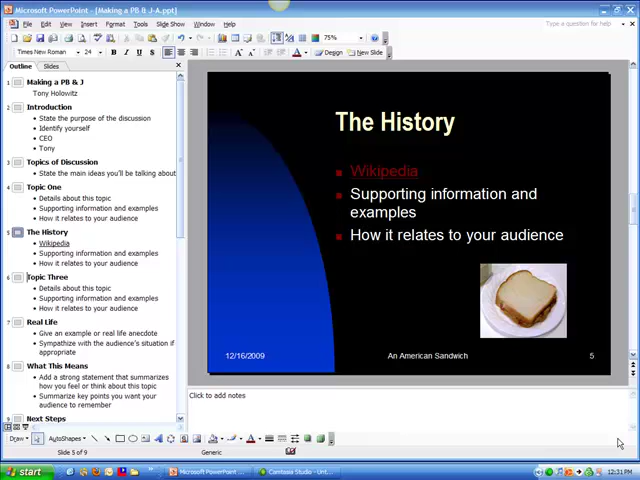 Microsoft PowerPoint - [Making a PB & J-A.ppt]
File Edit View Insert Format Tools Slide Show Window Help
Type a question for help
75%
Times New Roman 24 Design New Slide
Outline Slides
1 Making a PB & J
Tony Holowitz
2 Introduction
State the purpose of the discussion
Identify yourself
CEO
Tony
3 Topics of Discussion
State the main ideas you'll be talking about
4 Topic One
Details about this topic
Supporting information and examples
How it relates to your audience
5 The History
Wikipedia
Supporting information and examples
How it relates to your audience
6 Topic Three
Details about this topic
Supporting information and examples
How it relates to your audience
7 Real Life
Give an example or real life anecdote
Sympathize with the audience's situation if
appropriate
8 What This Means
Add a strong statement that summarizes
how you feel or think about this topic
Summarize key points you want your
audience to remember
9 Next Steps
The History
Wikipedia
Supporting information and
examples
How it relates to your audience
12/16/2009 An American Sandwich 5
Click to add notes
Draw AutoShapes
Slide 5 of 9 Generic
start Microsoft PowerPoint ... Camtasia Studio - Unt... 12:31 PM